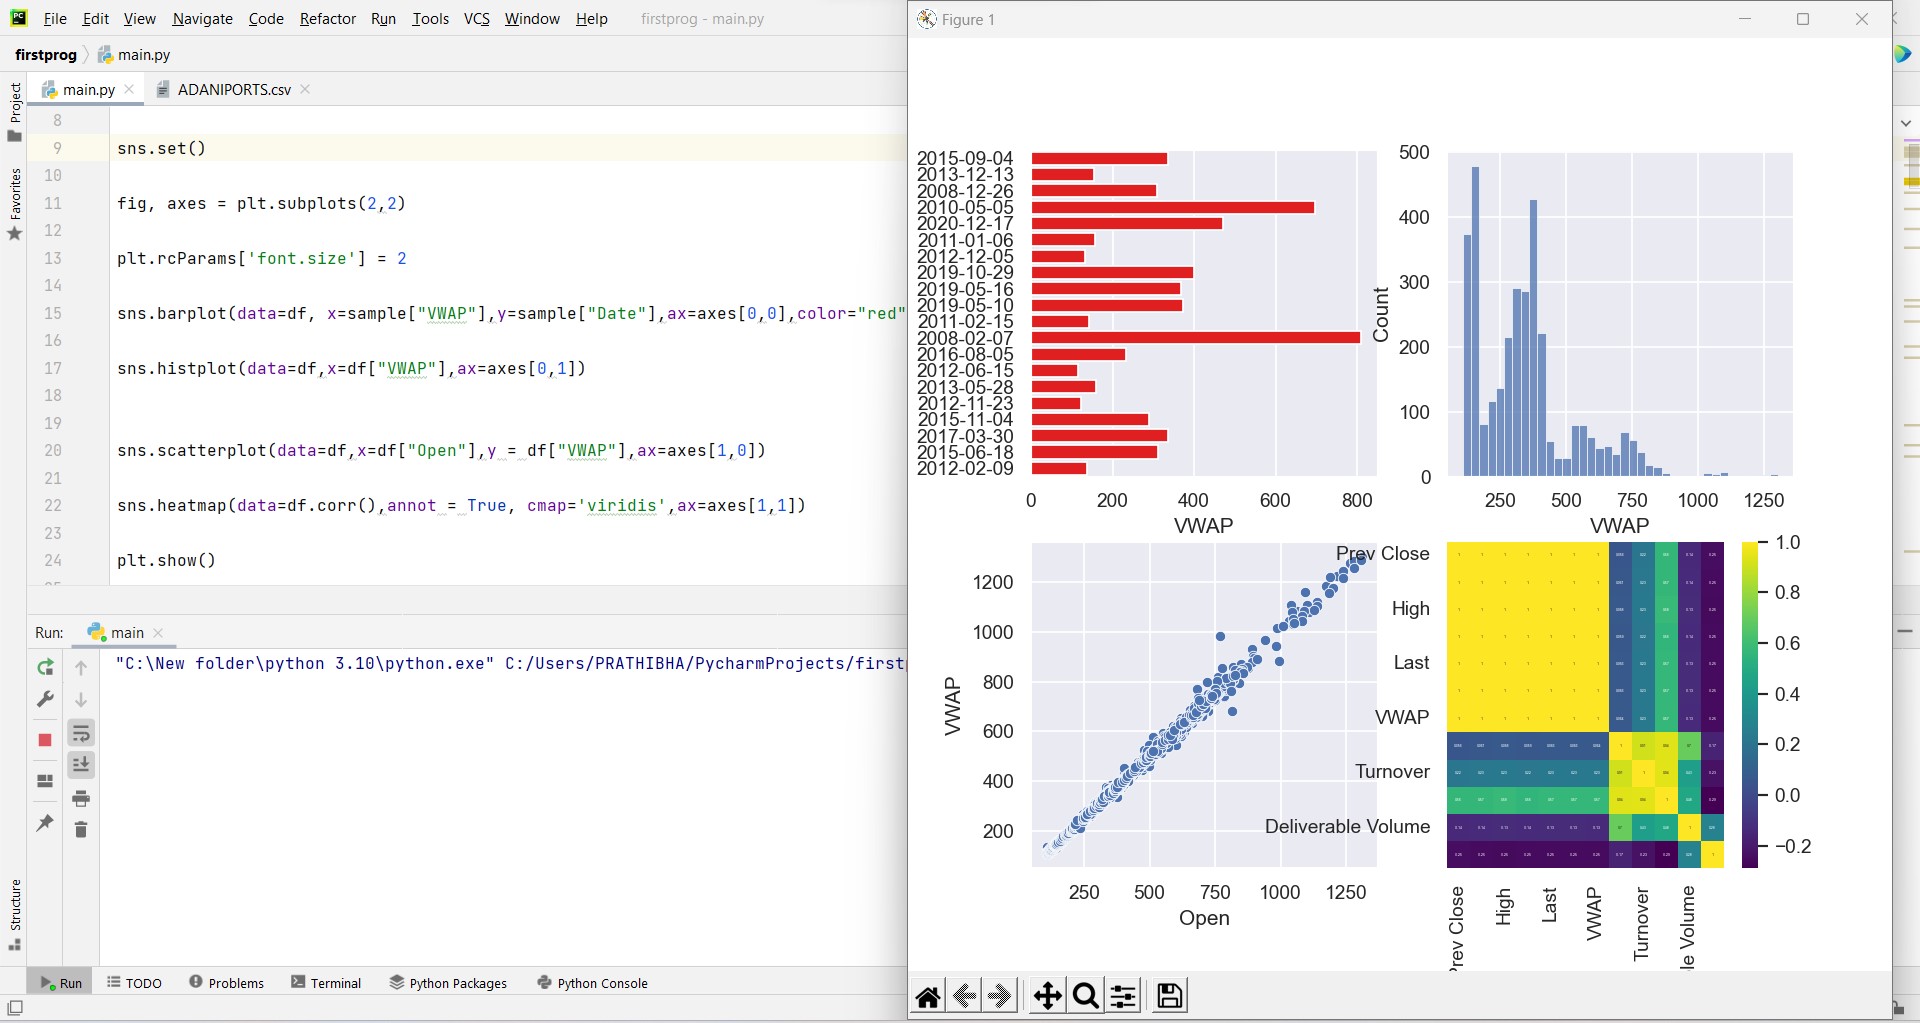 File Edit View Navigate Code Refactor Run Tools VCS Window Help firstprog - main.py
firstprog main.py
main.py ADANIPORTS.csv
Project
Favorites
Structure
8
9 sns.set()
10
11 fig, axes = plt.subplots(2,2)
12
13 plt.rcParams['font.size'] = 2
14
15 sns.barplot(data=df, x=sample["VWAP"],y=sample["Date"],ax=axes[0,0],color="red"
16
17 sns.histplot(data=df,x=df["VWAP"],ax=axes[0,1])
18
19
20 sns.scatterplot(data=df,x=df["Open"],y = df["VWAP"],ax=axes[1,0])
21
22 sns.heatmap(data=df.corr(),annot = True, cmap='viridis',ax=axes[1,1])
23
24 plt.show()
Run: main
"C:\New folder\python 3.10\python.exe" C:/Users/PRATHIBHA/PycharmProjects/first
Run TODO Problems Terminal Python Packages Python Console
Figure 1
2015-09-04
2013-12-13
2008-12-26
2010-05-05
2020-12-17
2011-01-06
2012-12-05
2019-10-29
2019-05-16
2019-05-10
2011-02-15
2008-02-07
2016-08-05
2012-06-15
2013-05-28
2012-11-23
2015-11-04
2017-03-30
2015-06-18
2012-02-09
0 200 400 600 800
VWAP
500
400
300
200
100
0
Count
250 500 750 1000 1250
VWAP
1200
1000
800
600
400
200
VWAP
250 500 750 1000 1250
Open
Prev Close
High
Last
VWAP
Turnover
Deliverable Volume
Prev Close
High
Last
VWAP
Turnover
le Volume
1.0
0.8
0.6
0.4
0.2
0.0
−0.2